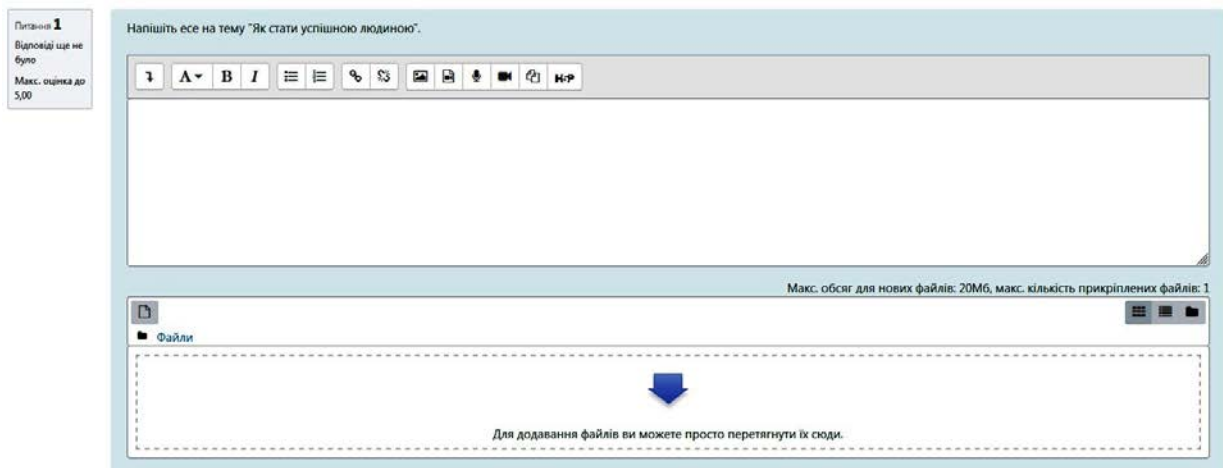 Питання 1
Відповіді ще не
було
Макс. оцінка до
5,00
Напішіть есе на тему "Як стати успішною людиною".
A B I H-P
Макс. обсяг для нових файлів: 20Мб, макс. кількість прикріплених файлів: 1
Файли
Для додавання файлів ви можете просто перетягнути їх сюди.